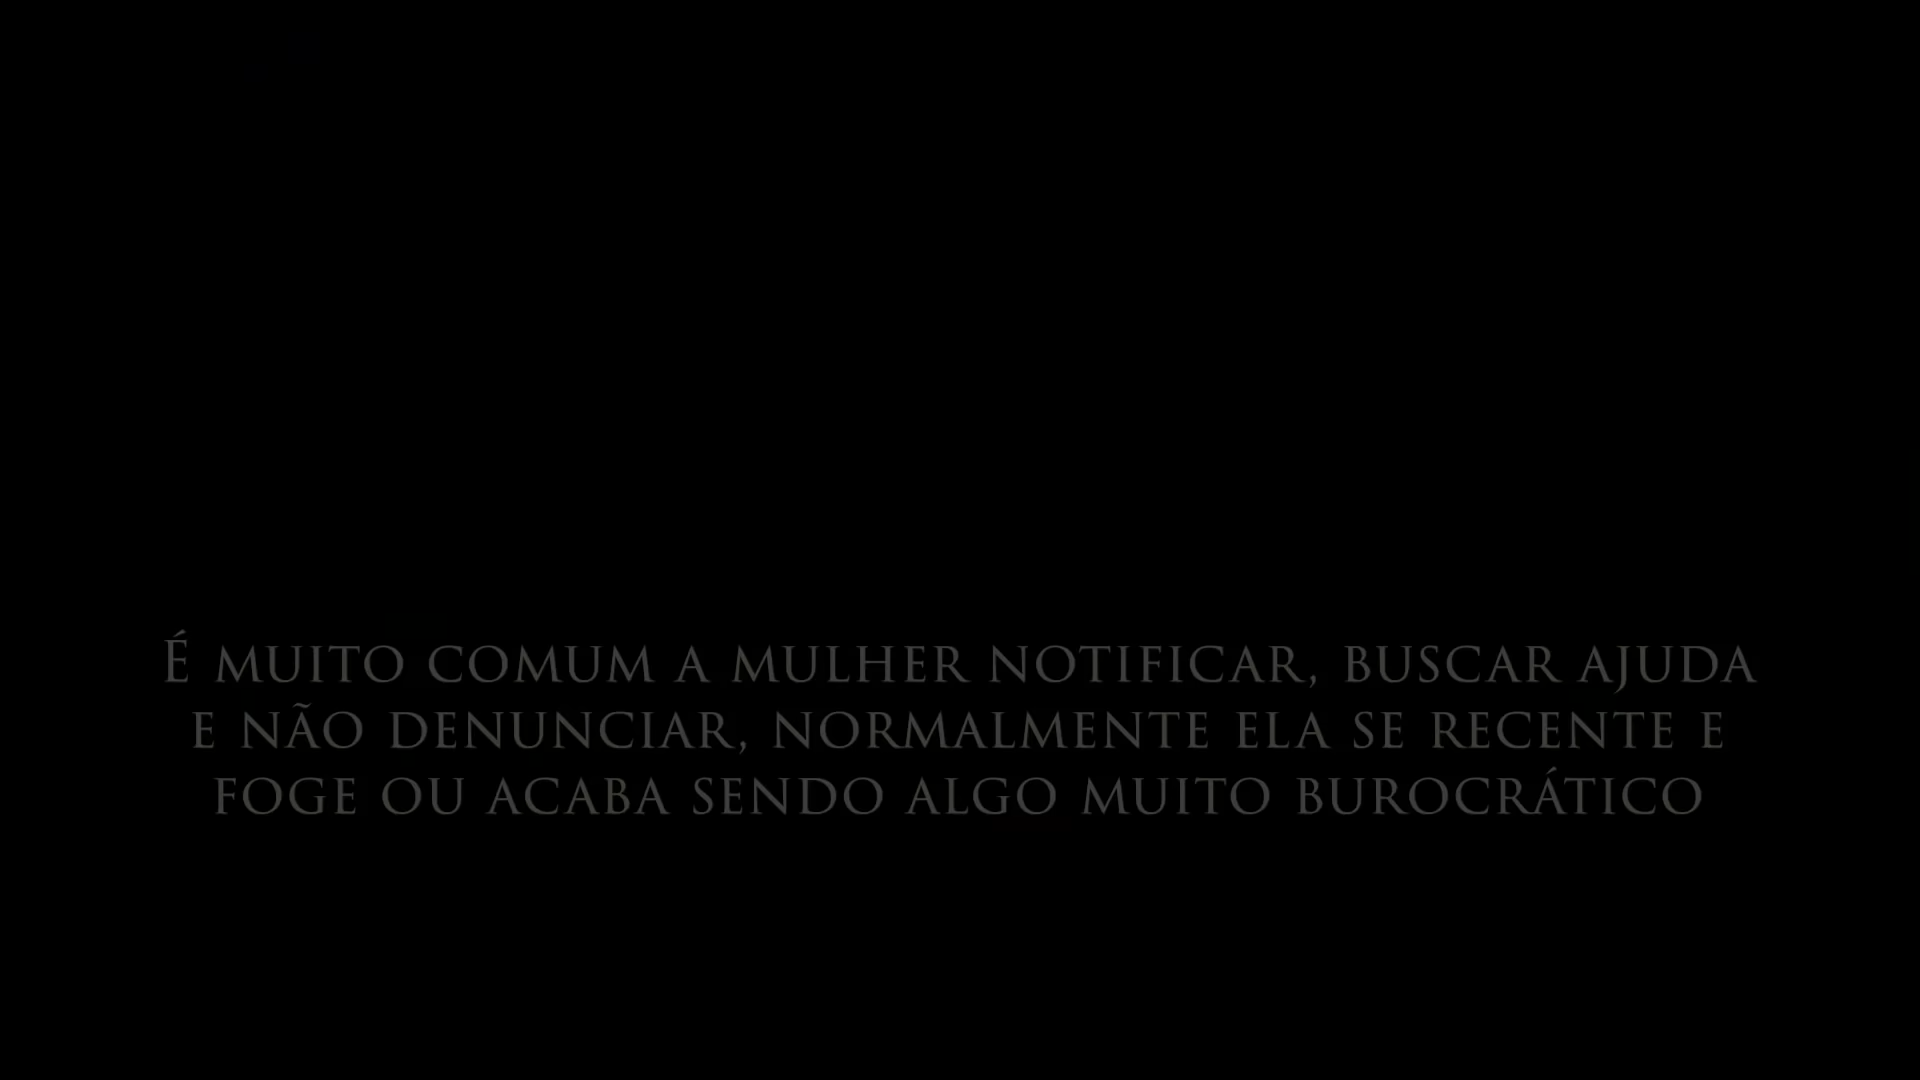 É MUITO COMUM A MULHER NOTIFICAR, BUSCAR AJUDA
E NÃO DENUNCIAR, NORMALMENTE ELA SE RECENTE E
FOGE OU ACABA SENDO ALGO MUITO BUROCRÁTICO